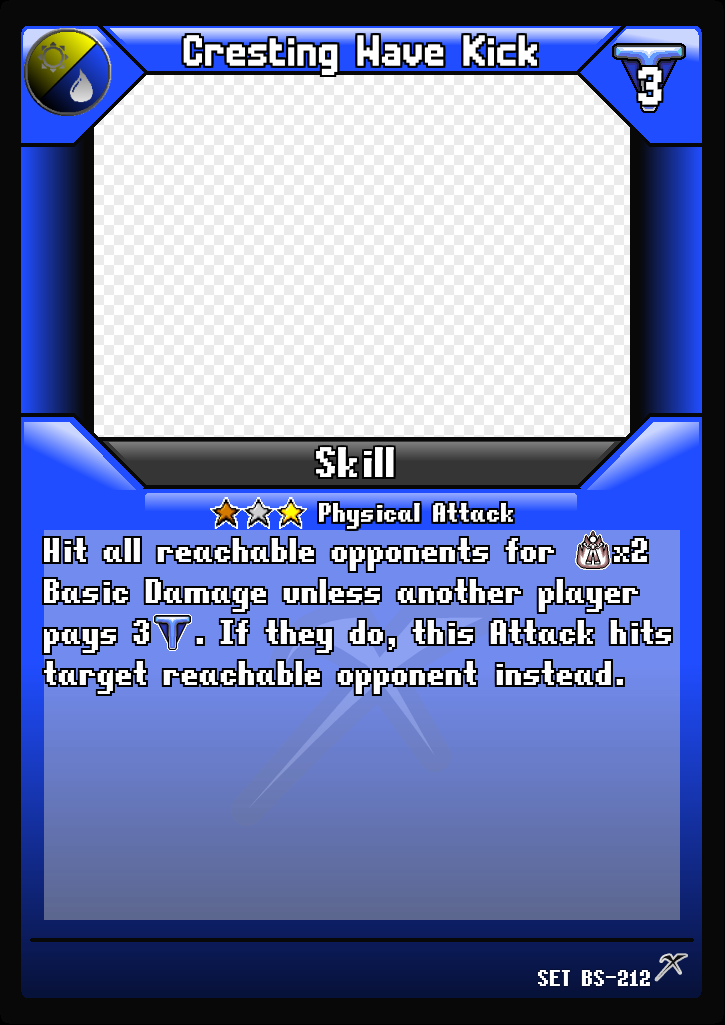 Cresting Wave Kick
3
Skill
Physical Attack
Hit all reachable opponents for x2
Basic Damage unless another player
pays 3. If they do, this Attack hits
target reachable opponent instead.
SET BS-212